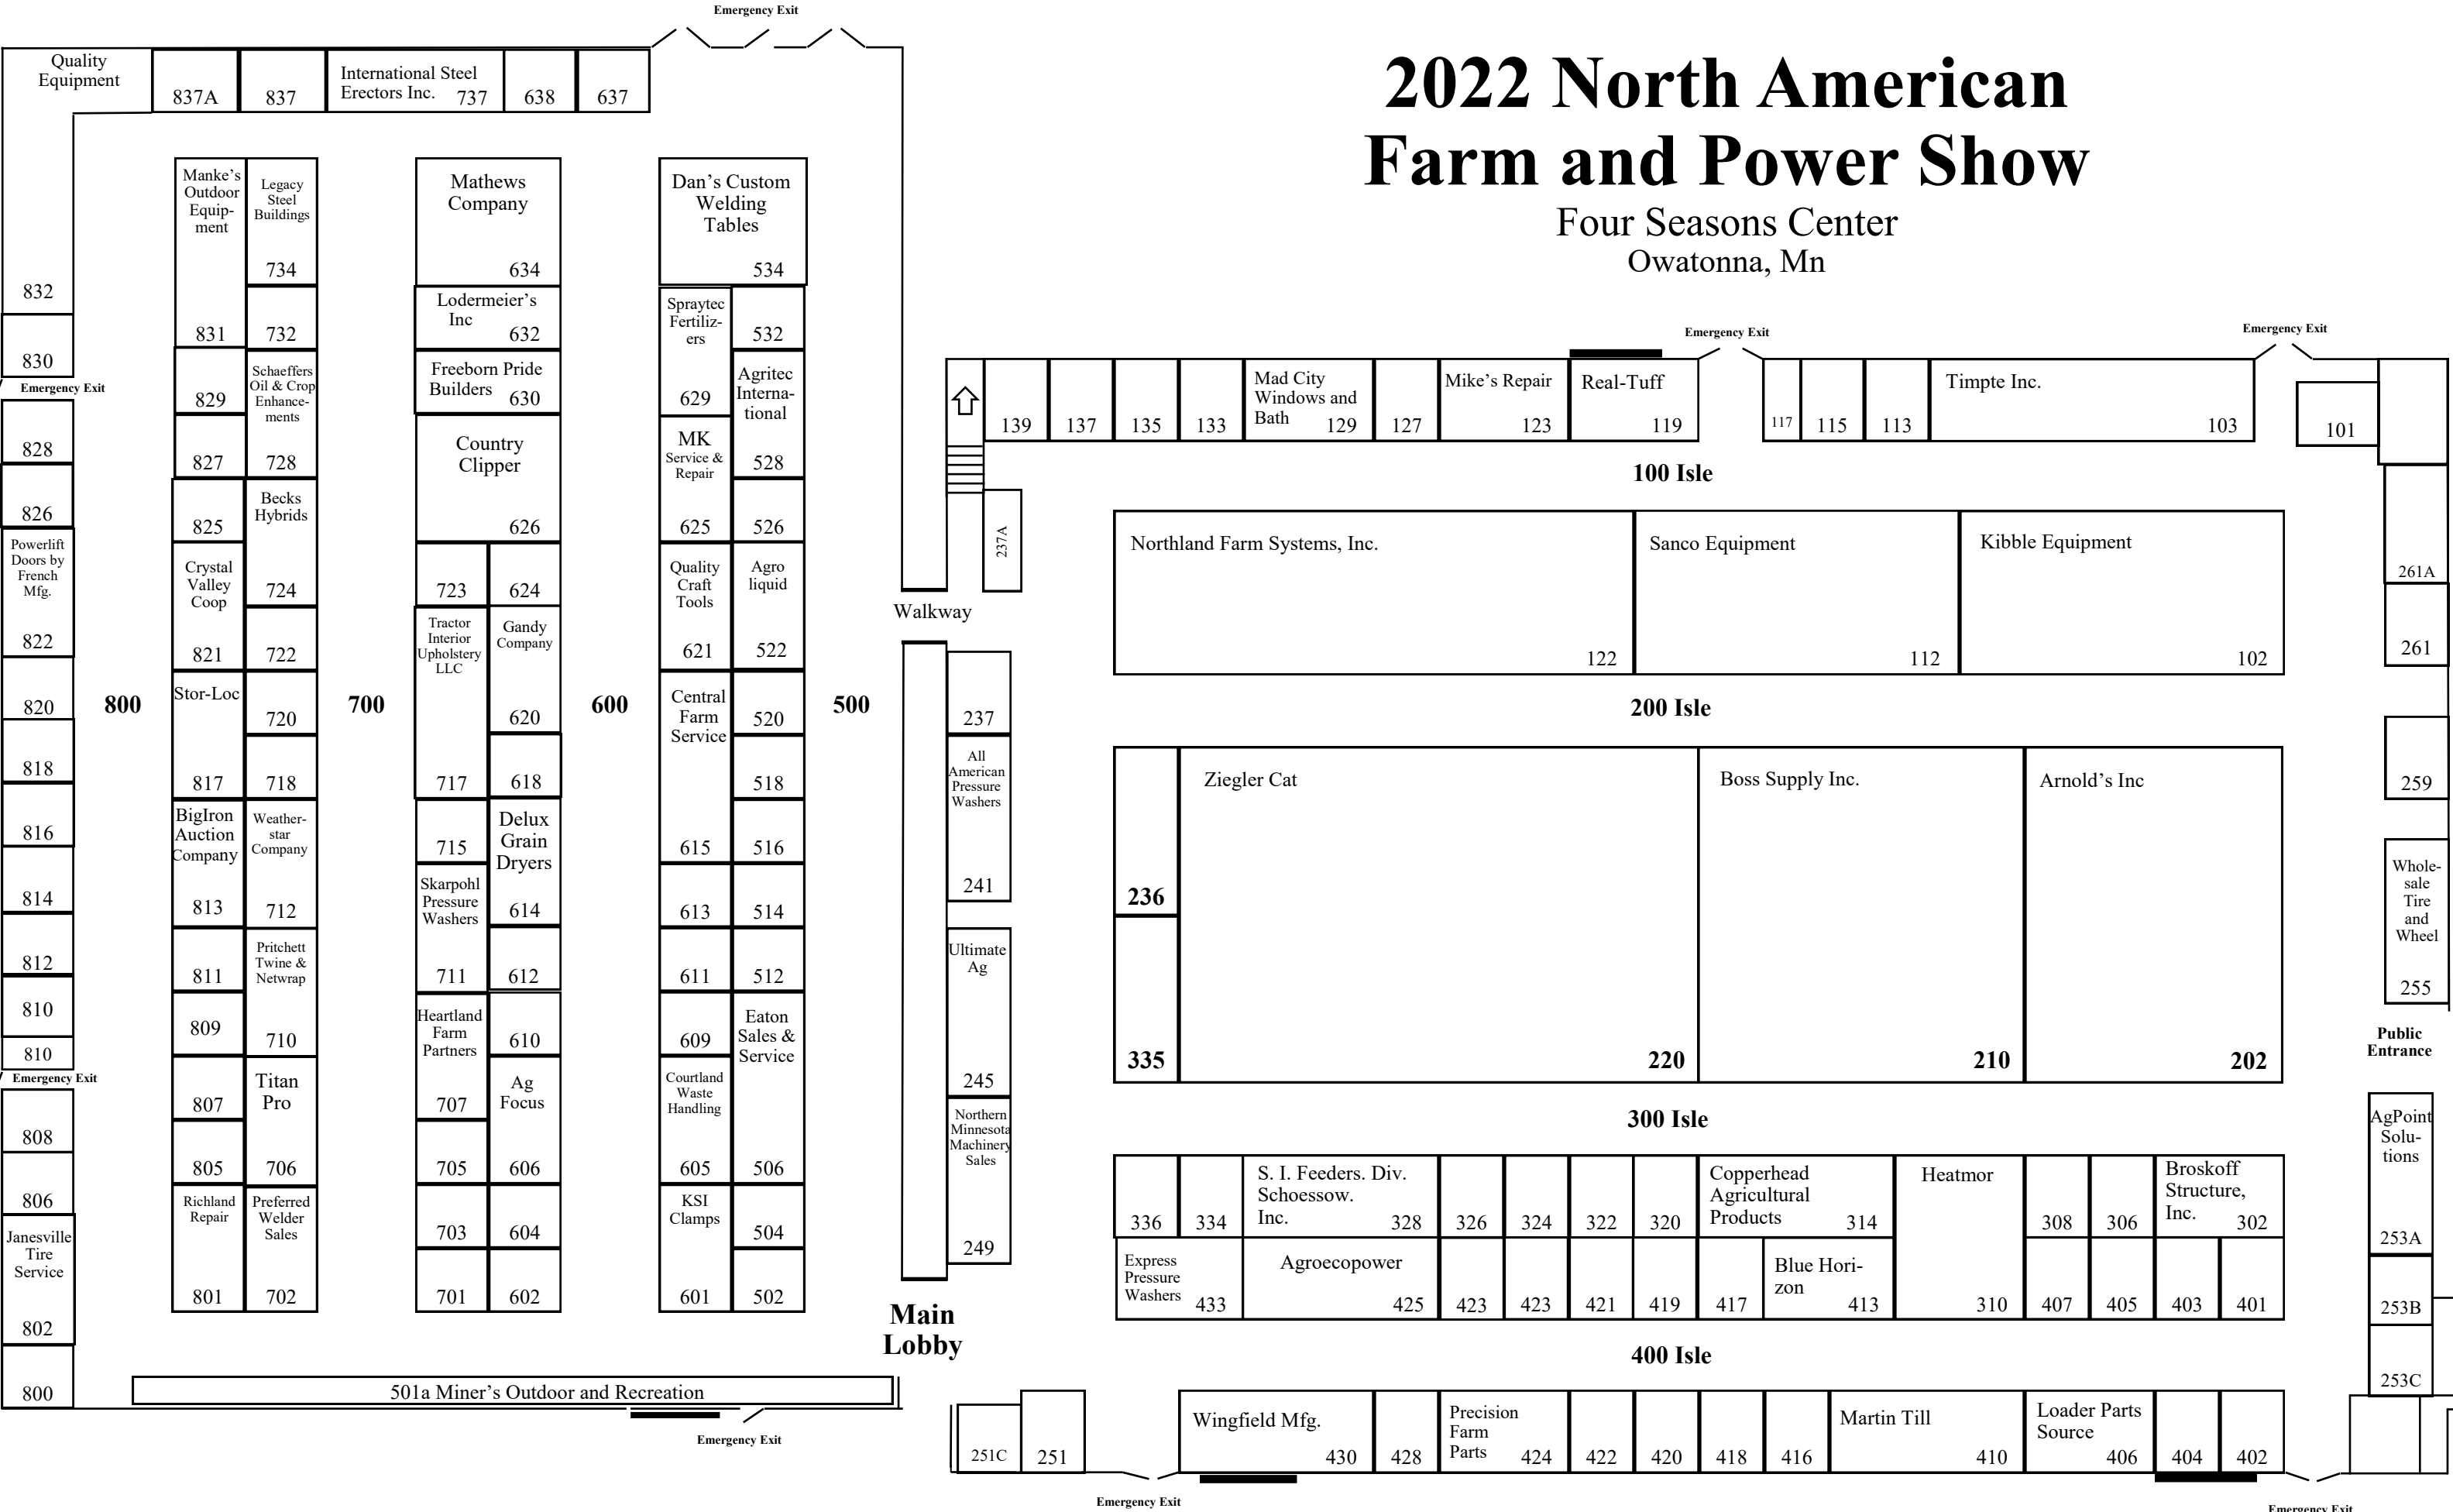 Emergency Exit
2022 North American
Farm and Power Show
Four Seasons Center
Owatonna, Mn
Quality
Equipment
832
837A
837
International Steel
Erectors Inc. 737
638
637
830
Emergency Exit
828
826
Powerlift
Doors by
French
Mfg.
822
820
818
816
814
812
810
810
Emergency Exit
808
806
Janesville
Tire
Service
802
800
800
Manke's
Outdoor
Equip-
ment
831
829
827
825
Crystal
Valley
Coop
821
Stor-Loc
817
BigIron
Auction
Company
813
811
809
807
805
Richland
Repair
801
Legacy
Steel
Buildings
734
732
Schaeffers
Oil & Crop
Enhance-
ments
728
Becks
Hybrids
724
722
720
718
Weather-
star
Company
712
Pritchett
Twine &
Netwrap
710
Titan
Pro
706
Preferred
Welder
Sales
702
700
Mathews
Company
634
Lodermeier's
Inc 632
Freeborn Pride
Builders 630
Country
Clipper
626
723
Tractor
Interior
Upholstery
LLC
717
715
Skarpohl
Pressure
Washers
711
Heartland
Farm
Partners
707
705
703
701
624
Gandy
Company
620
618
Delux
Grain
Dryers
614
612
610
Ag
Focus
606
604
602
600
Dan's Custom
Welding
Tables
534
Spraytec
Fertiliz-
ers
629
MK
Service &
Repair
625
Quality
Craft
Tools
621
Central
Farm
Service
615
613
611
609
Courtland
Waste
Handling
605
KSI
Clamps
601
532
Agritec
Interna-
tional
528
526
Agro
liquid
522
520
518
516
514
512
Eaton
Sales &
Service
506
504
502
500
501a Miner's Outdoor and Recreation
Emergency Exit
Walkway
237A
237
All
American
Pressure
Washers
241
Ultimate
Ag
245
Northern
Minnesota
Machinery
Sales
249
Main
Lobby
251C
251
Emergency Exit
Emergency Exit
Emergency Exit
139
137
135
133
Mad City
Windows and
Bath 129
127
Mike's Repair
123
Real-Tuff
119
117
115
113
Timpte Inc.
103
101
100 Isle
Northland Farm Systems, Inc.
122
Sanco Equipment
112
Kibble Equipment
102
261A
261
200 Isle
259
236
335
Ziegler Cat
220
Boss Supply Inc.
210
Arnold's Inc
202
Whole-
sale
Tire
and
Wheel
255
Public
Entrance
300 Isle
336
334
S. I. Feeders. Div.
Schoessow.
Inc. 328
326
324
322
320
Copperhead
Agricultural
Products 314
Heatmor
310
308
306
Broskoff
Structure,
Inc. 302
Express
Pressure
Washers 433
Agroecopower
425
423
423
421
419
417
Blue Hori-
zon 413
407
405
403
401
AgPoint
Solu-
tions
253A
253B
253C
400 Isle
Wingfield Mfg.
430
428
Precision
Farm
Parts 424
422
420
418
416
Martin Till
410
Loader Parts
Source
406
404
402
Emergency Exit